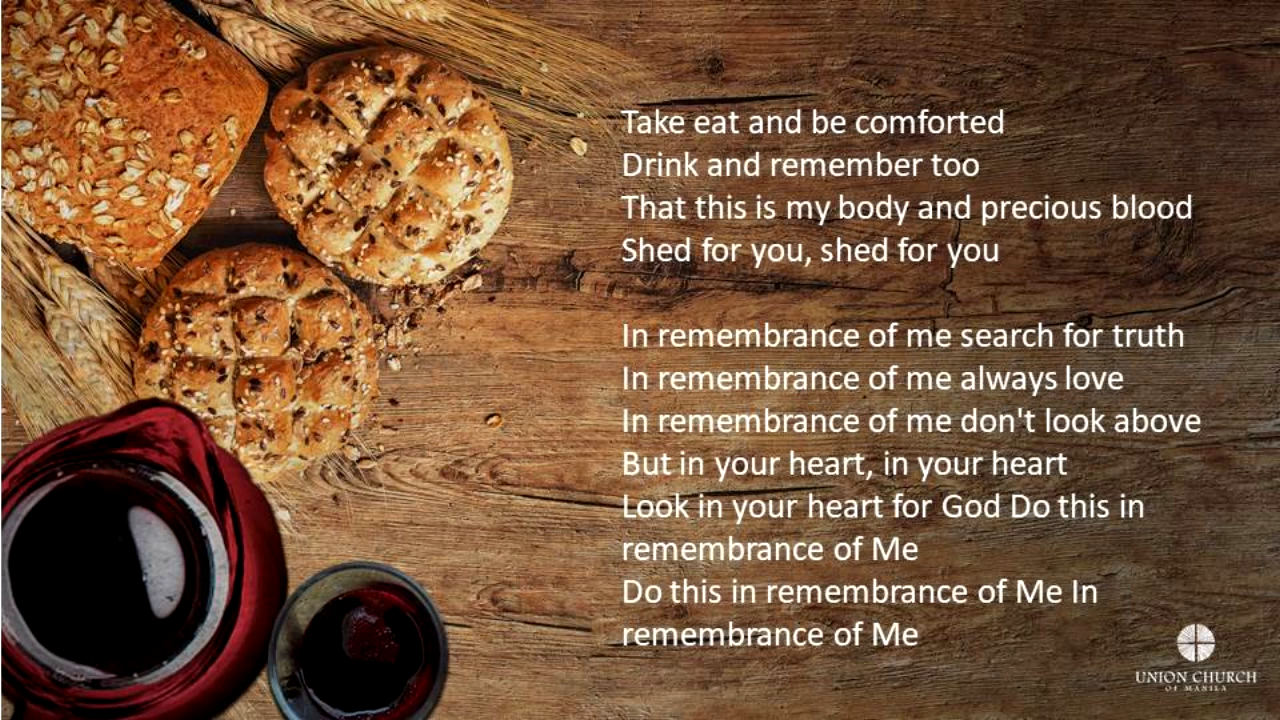 Take eat and be comforted
Drink and remember too
That this is my body and precious blood
Shed for you, shed for you
In remembrance of me search for truth
In remembrance of me always love
In remembrance of me don't look above
But in your heart, in your heart
Look in your heart for God Do this in
remembrance of Me
Do this in remembrance of Me In
remembrance of Me
UNION CHURCH
OF MANILA